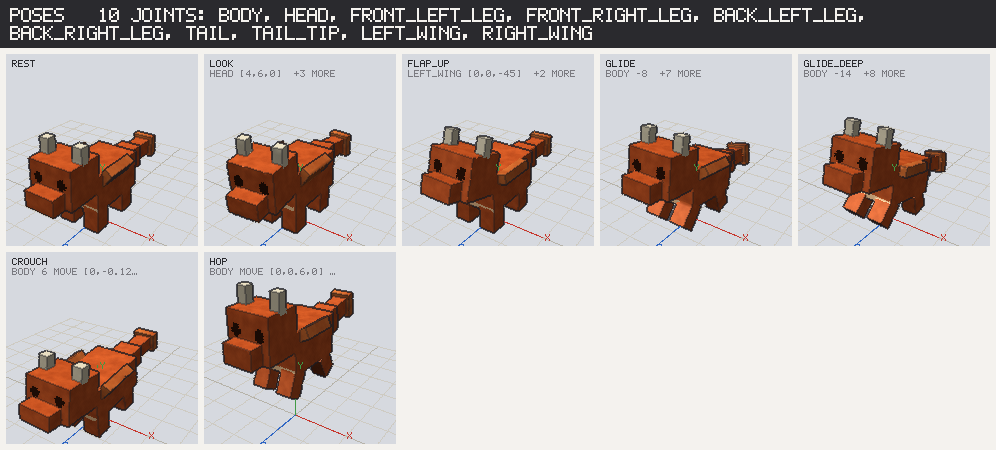 POSES 10 JOINTS: BODY, HEAD, FRONT_LEFT_LEG, FRONT_RIGHT_LEG, BACK_LEFT_LEG,
BACK_RIGHT_LEG, TAIL, TAIL_TIP, LEFT_WING, RIGHT_WING
REST
LOOK
HEAD [4,6,0] +3 MORE
FLAP_UP
LEFT_WING [0,0,-45] +2 MORE
GLIDE
BODY -8 +7 MORE
GLIDE_DEEP
BODY -14 +8 MORE
Y
X
Y
X
Y
X
Y
X
Y
X
CROUCH
BODY 6 MOVE [0,-0.12…
HOP
BODY MOVE [0,0.6,0] …
Y
X
Y
X